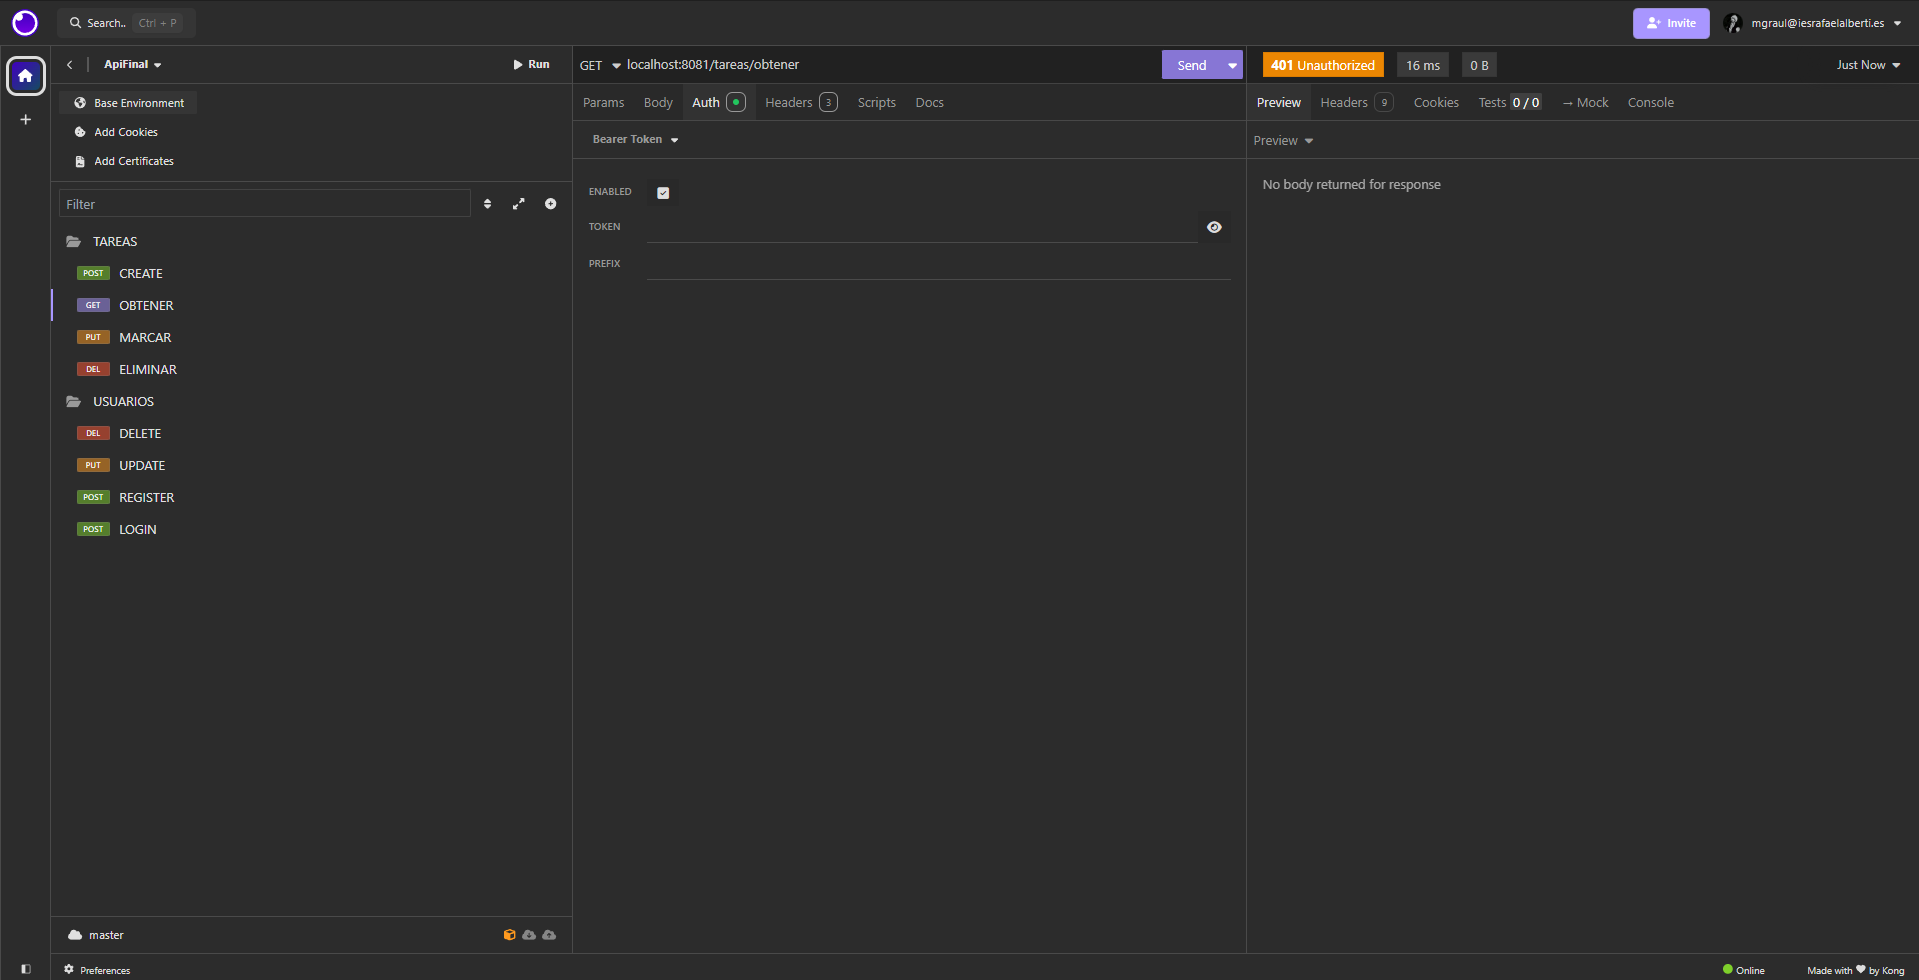 Search.. Ctrl + P
Invite
mgraul@iesrafaelalberti.es
ApiFinal
Run
Base Environment
Add Cookies
Add Certificates
Filter
TAREAS
POST CREATE
GET OBTENER
PUT MARCAR
DEL ELIMINAR
USUARIOS
DEL DELETE
PUT UPDATE
POST REGISTER
POST LOGIN
master
Preferences
GET localhost:8081/tareas/obtener
Send
Params Body Auth Headers 3 Scripts Docs
Bearer Token
ENABLED
TOKEN
PREFIX
401 Unauthorized 16 ms 0 B
Just Now
Preview Headers 9 Cookies Tests 0 / 0 → Mock Console
Preview
No body returned for response
Online
Made with ♥ by Kong